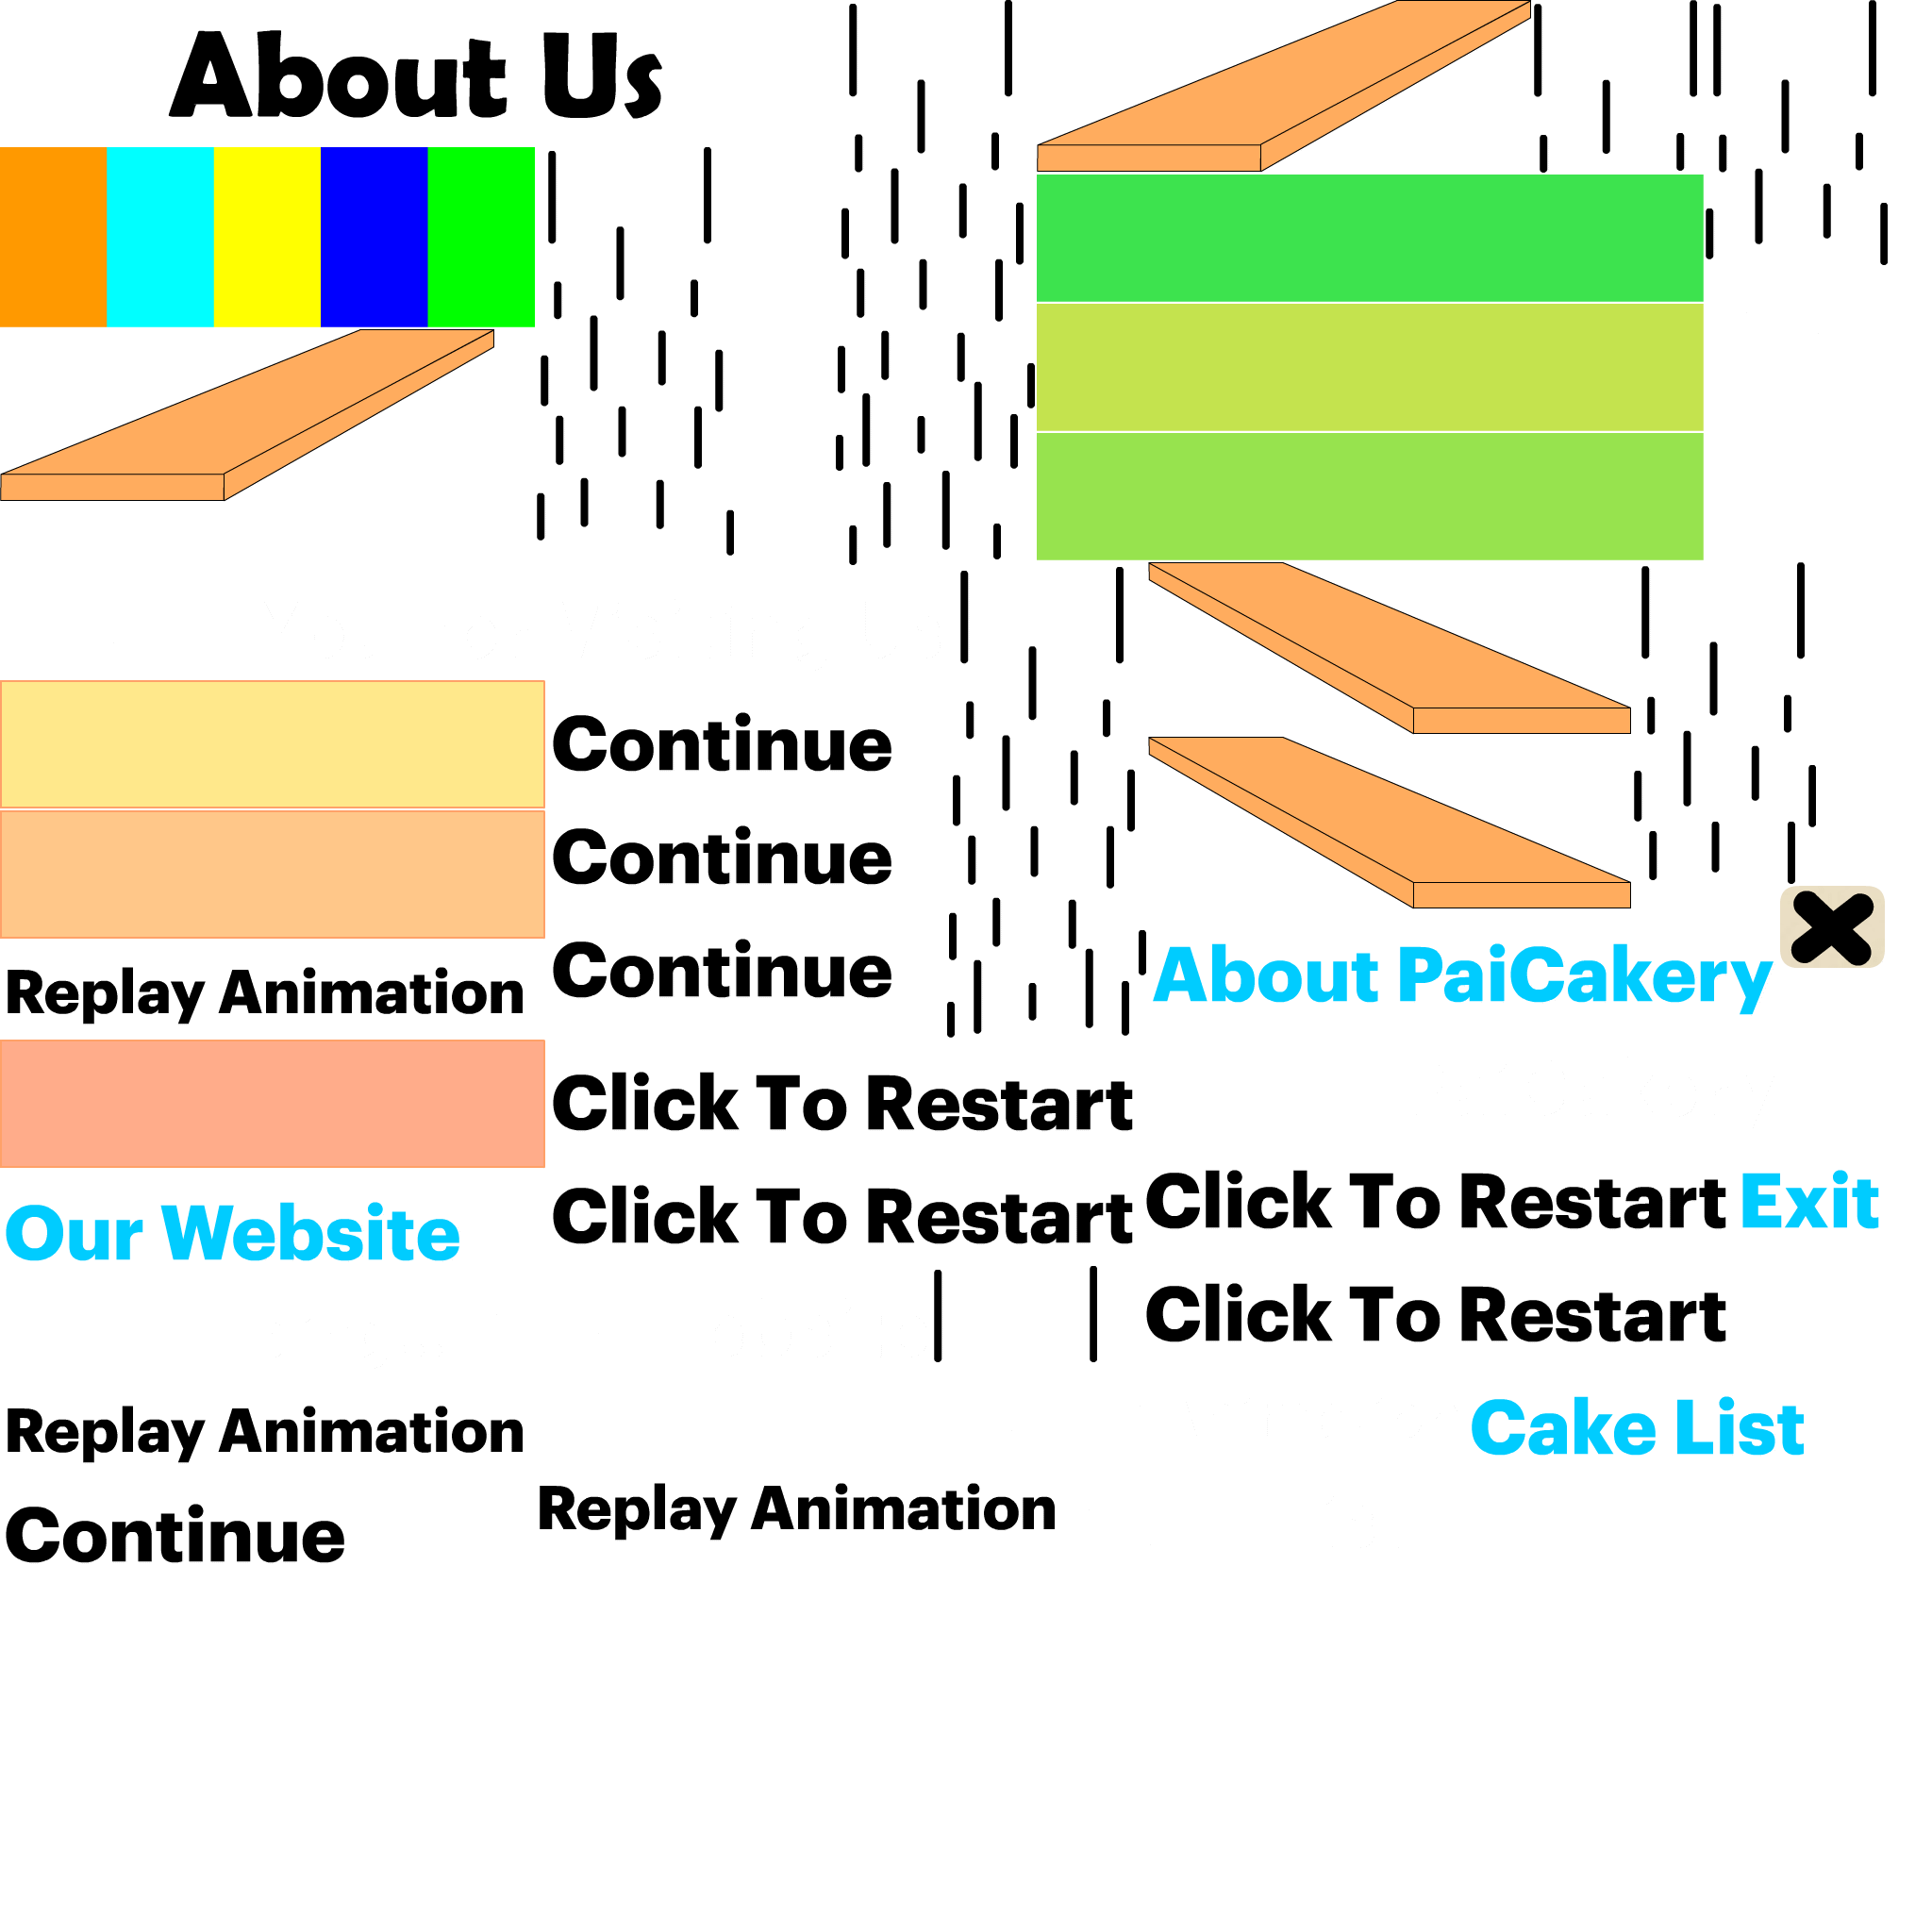 About Us
Continue
Continue
Continue
Replay Animation
About PaiCakery
Click To Restart
Click To Restart
Click To Restart
Exit
Our Website
Click To Restart
Replay Animation
Cake List
Replay Animation
Continue